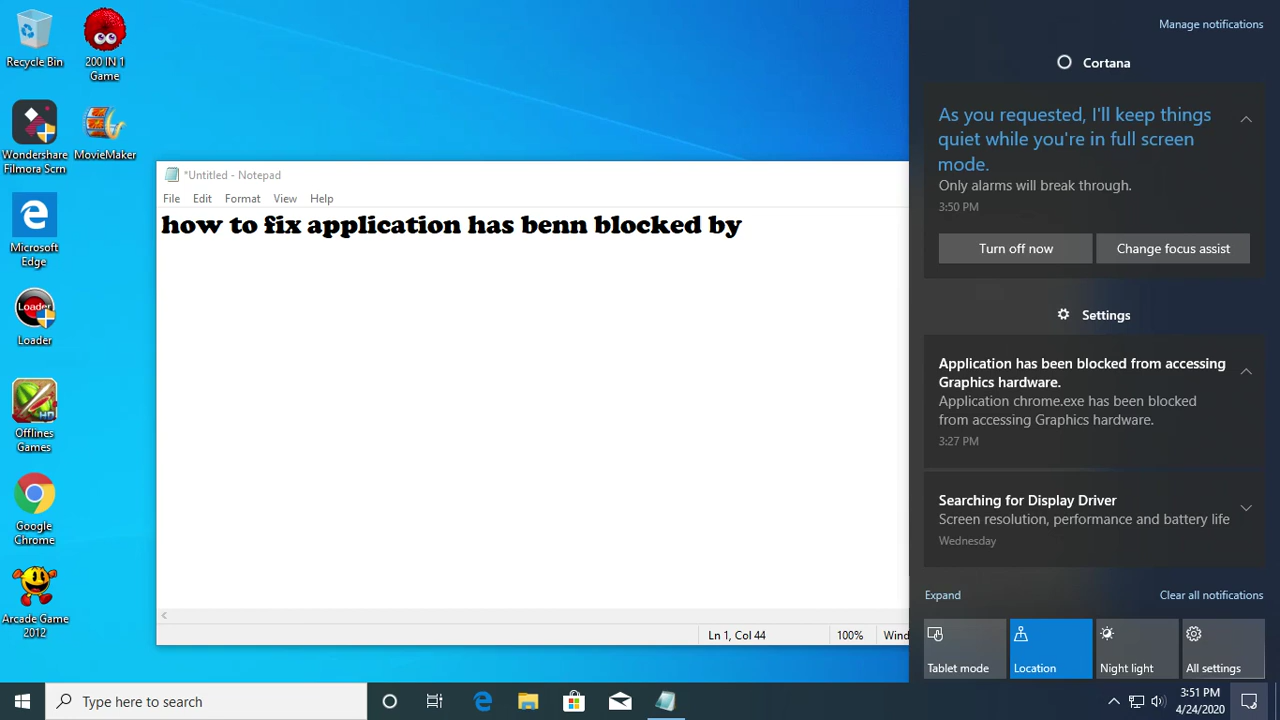 Recycle Bin
200 IN 1
Game
Wondershare
Filmora Scrn
MovieMaker
Microsoft
Edge
Loader
Loader
HD
Offlines
Games
Google
Chrome
Arcade Game
2012
*Untitled - Notepad
File Edit Format View Help
how to fix application has benn blocked by
Ln 1, Col 44 100% Wind
Manage notifications
Cortana
As you requested, I'll keep things
quiet while you're in full screen
mode.
Only alarms will break through.
3:50 PM
Turn off now Change focus assist
Settings
Application has been blocked from accessing
Graphics hardware.
Application chrome.exe has been blocked
from accessing Graphics hardware.
3:27 PM
Searching for Display Driver
Screen resolution, performance and battery life
Wednesday
Expand Clear all notifications
Tablet mode Location Night light All settings
Type here to search
3:51 PM
4/24/2020